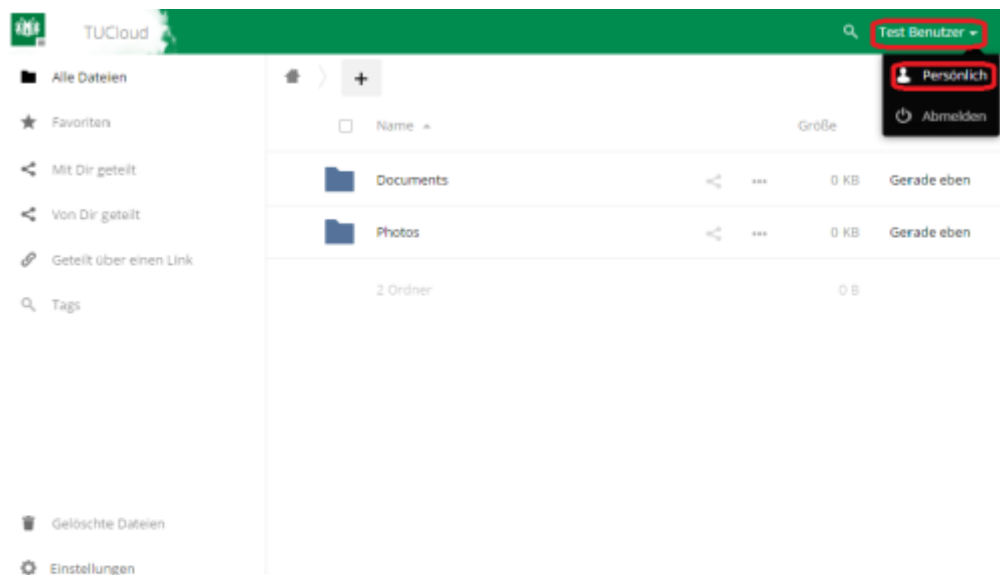 TUCloud
Test Benutzer
Persönlich
Abmelden
Alle Dateien
Favoriten
Mit Dir geteilt
Von Dir geteilt
Geteilt über einen Link
Tags
Gelöschte Dateien
Einstellungen
+
Name Größe
Documents 0 KB Gerade eben
Photos 0 KB Gerade eben
2 Ordner 0 B